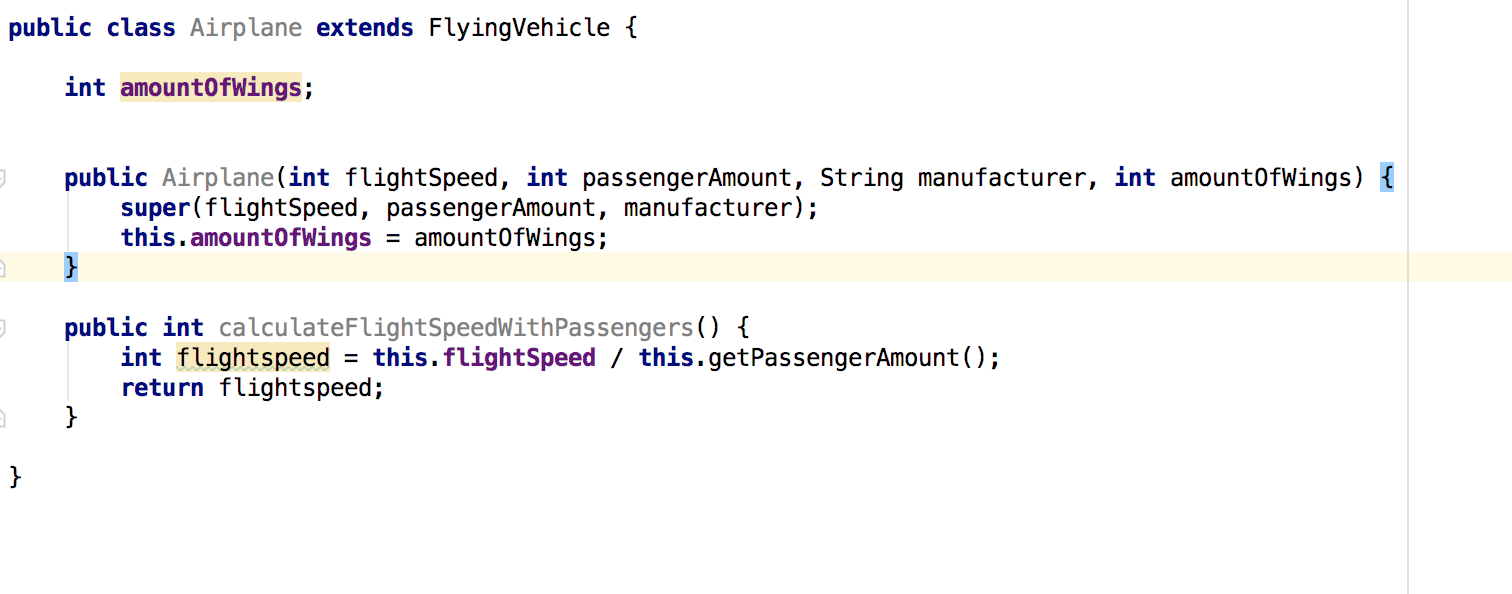 public class Airplane extends FlyingVehicle {
int amountOfWings;
public Airplane(int flightSpeed, int passengerAmount, String manufacturer, int amountOfWings) {
super(flightSpeed, passengerAmount, manufacturer);
this.amountOfWings = amountOfWings;
}
public int calculateFlightSpeedWithPassengers() {
int flightspeed = this.flightSpeed / this.getPassengerAmount();
return flightspeed;
}
}